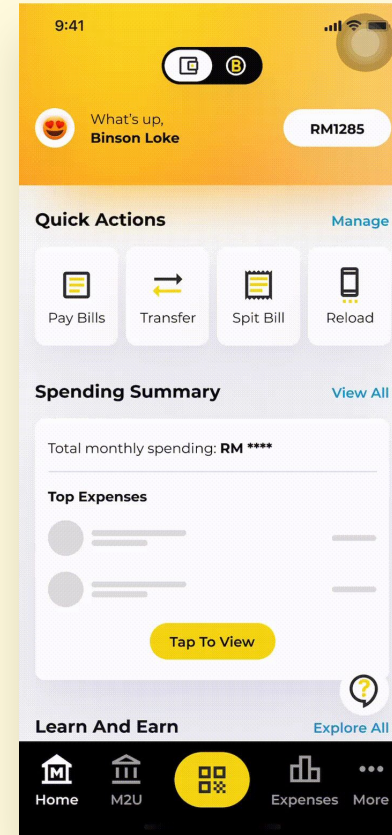 9:41
What's up,
Binson Loke
RM1285
Quick Actions
Manage
Pay Bills
Transfer
Spit Bill
Reload
Spending Summary
View All
Total monthly spending: RM ****
Top Expenses
Tap To View
Learn And Earn
Explore All
Home
M2U
Expenses
More